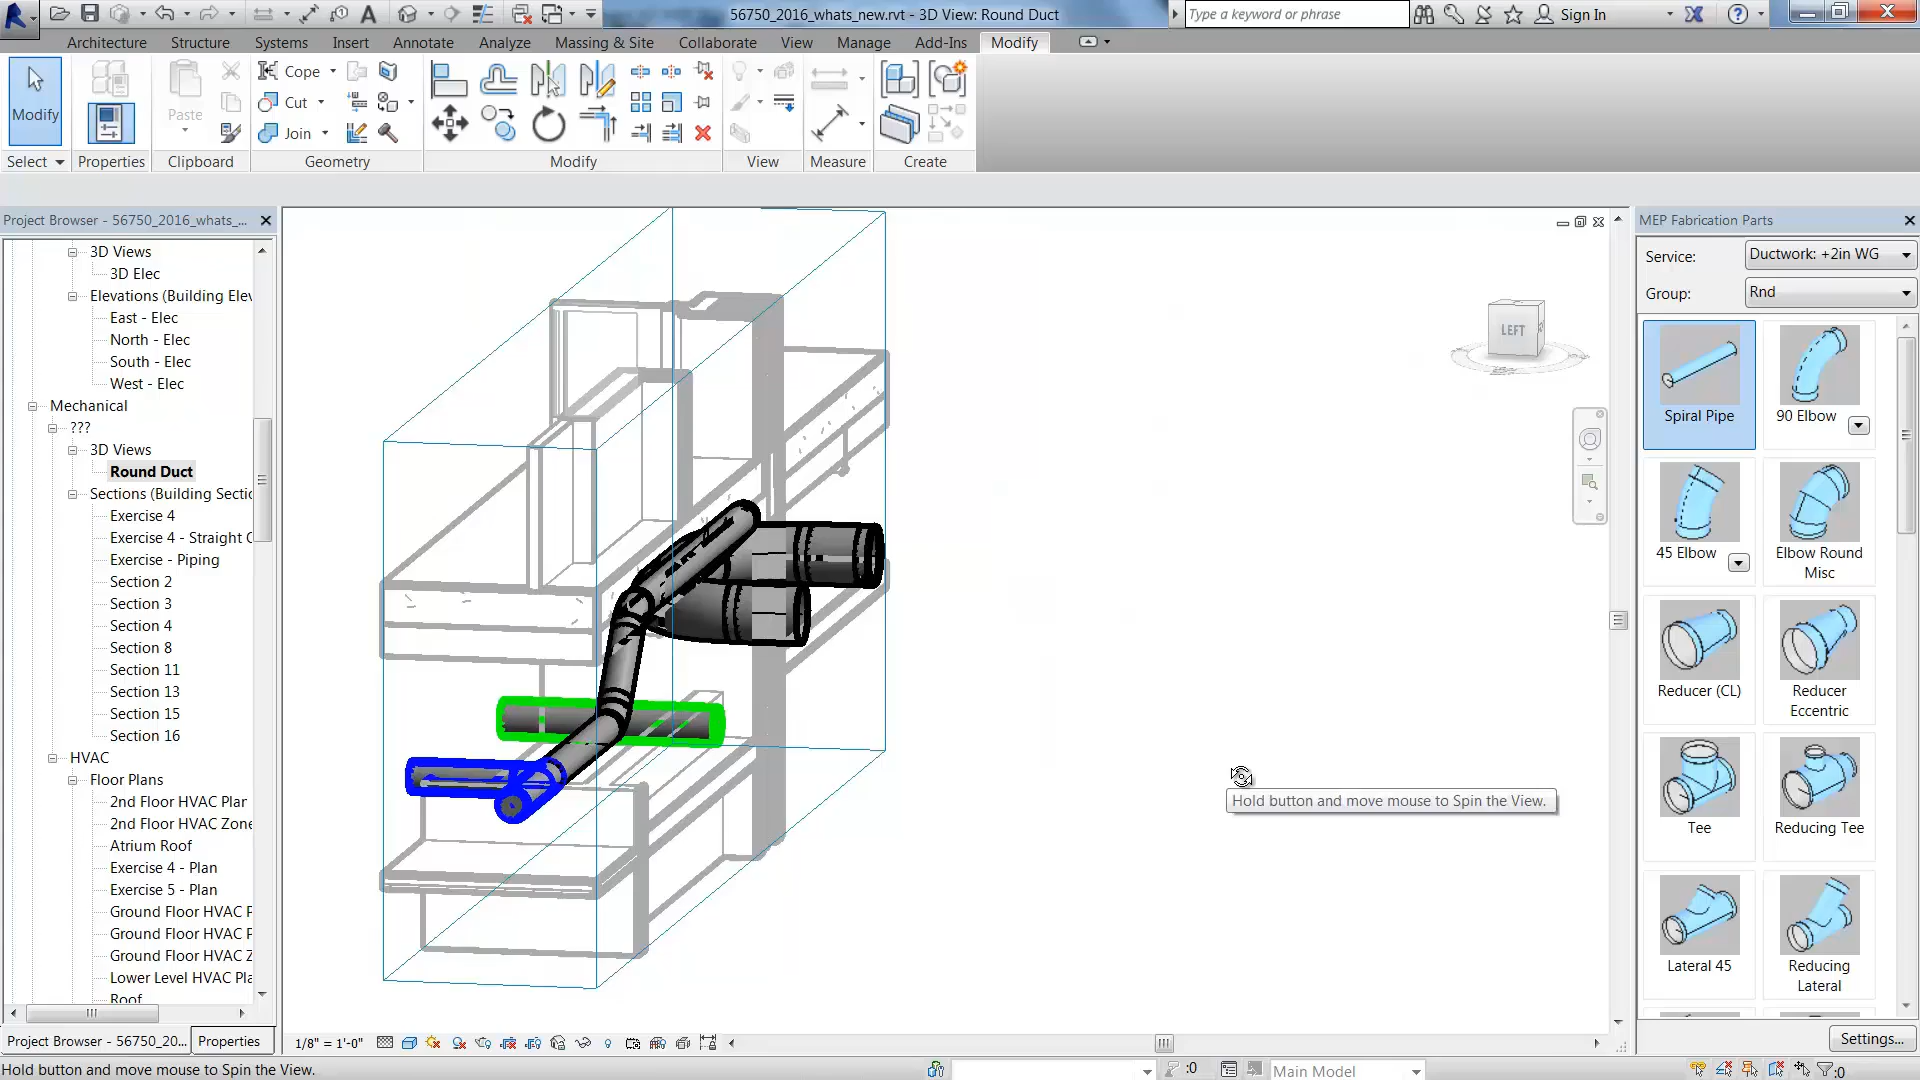 56750_2016_whats_new.rvt - 3D View: Round Duct
Type a keyword or phrase
Sign In
Architecture
Structure
Systems
Insert
Annotate
Analyze
Massing & Site
Collaborate
View
Manage
Add-Ins
Modify
Modify
Paste
Cope
Cut
Join
Select
Properties
Clipboard
Geometry
Modify
View
Measure
Create
Project Browser - 56750_2016_whats_...
3D Views
3D Elec
Elevations (Building Elev
East - Elec
North - Elec
South - Elec
West - Elec
Mechanical
???
3D Views
Round Duct
Sections (Building Sectic
Exercise 4
Exercise 4 - Straight C
Exercise - Piping
Section 2
Section 3
Section 4
Section 8
Section 11
Section 13
Section 15
Section 16
HVAC
Floor Plans
2nd Floor HVAC Plan
2nd Floor HVAC Zone
Atrium Roof
Exercise 4 - Plan
Exercise 5 - Plan
Ground Floor HVAC P
Ground Floor HVAC P
Ground Floor HVAC Z
Lower Level HVAC Pla
Roof
Project Browser - 56750_20...
Properties
LEFT
Hold button and move mouse to Spin the View.
1/8" = 1'-0"
MEP Fabrication Parts
Service:
Ductwork: +2in WG
Group:
Rnd
Spiral Pipe
90 Elbow
45 Elbow
Elbow Round
Misc
Reducer (CL)
Reducer
Eccentric
Tee
Reducing Tee
Lateral 45
Reducing
Lateral
Settings...
Hold button and move mouse to Spin the View.
:0
Main Model
:0